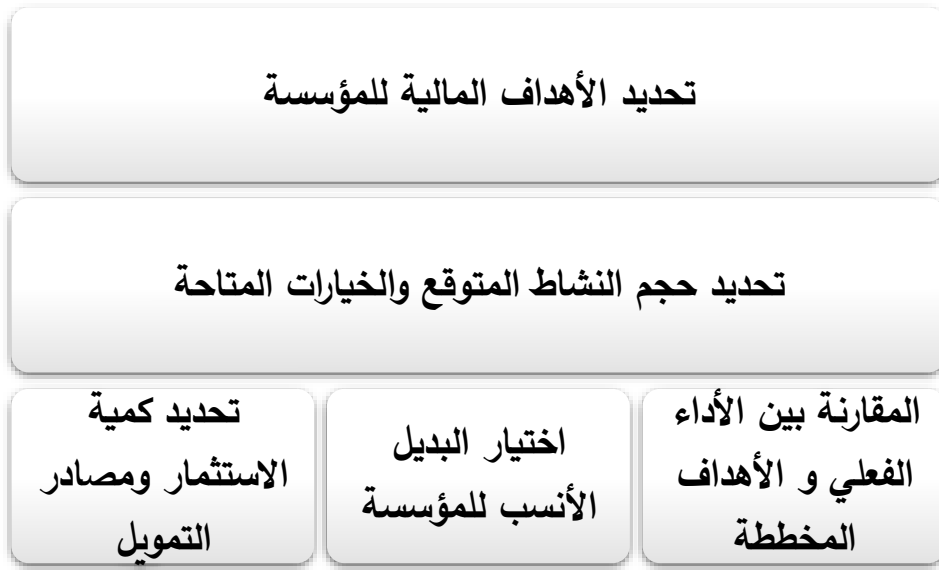 تحديد الأهداف المالية للمؤسسة
تحديد حجم النشاط المتوقع والخيارات المتاحة
المقارنة بين الأداء
الفعلي و الأهداف
المخططة
اختيار البديل
الأنسب للمؤسسة
تحديد كمية
الاستثمار ومصادر
التمويل